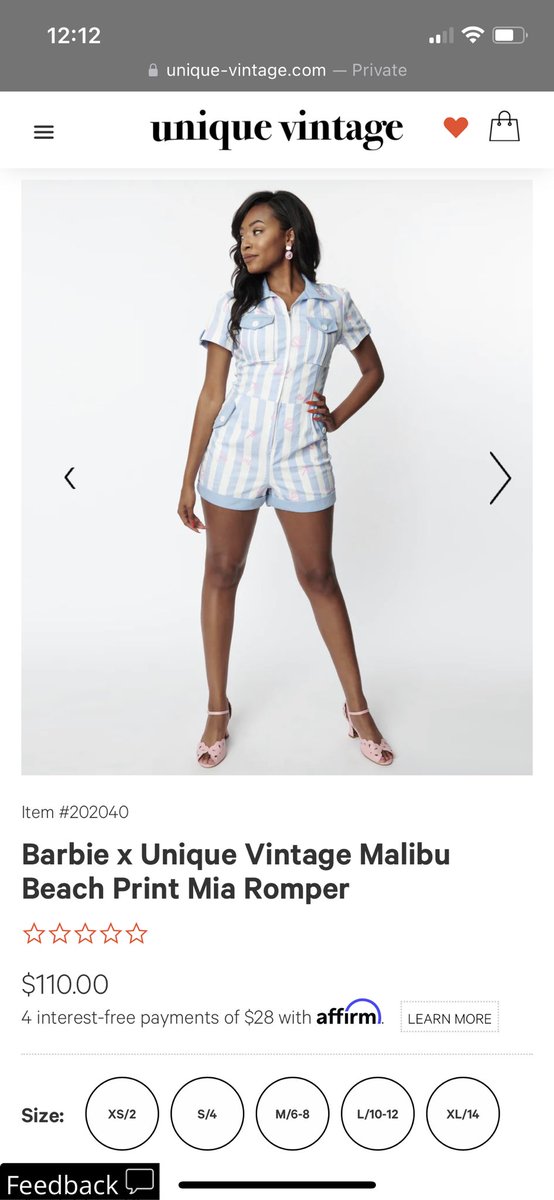 12:12
unique-vintage.com — Private
unique vintage
Item #202040
Barbie x Unique Vintage Malibu
Beach Print Mia Romper
$110.00
4 interest-free payments of $28 with affirm.
LEARN MORE
Size:
XS/2
S/4
M/6-8
L/10-12
XL/14
Feedback